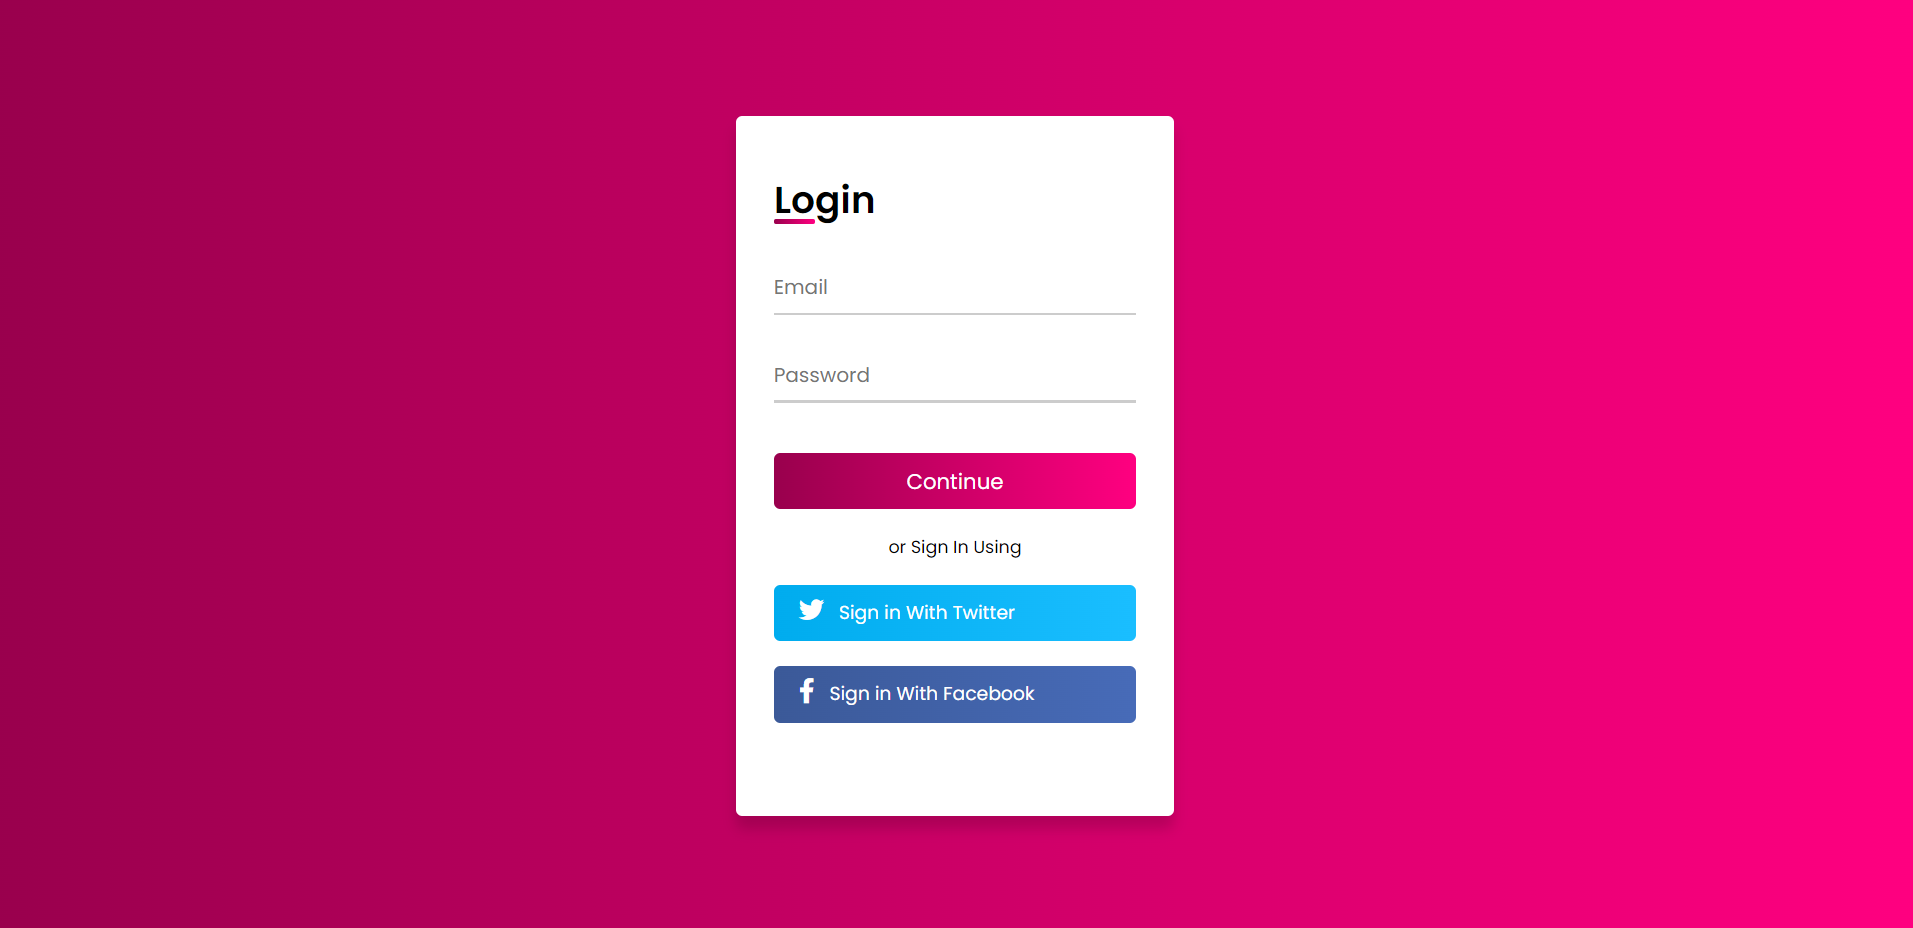 Login
Email
Password
Continue
or Sign In Using
Sign in With Twitter
Sign in With Facebook